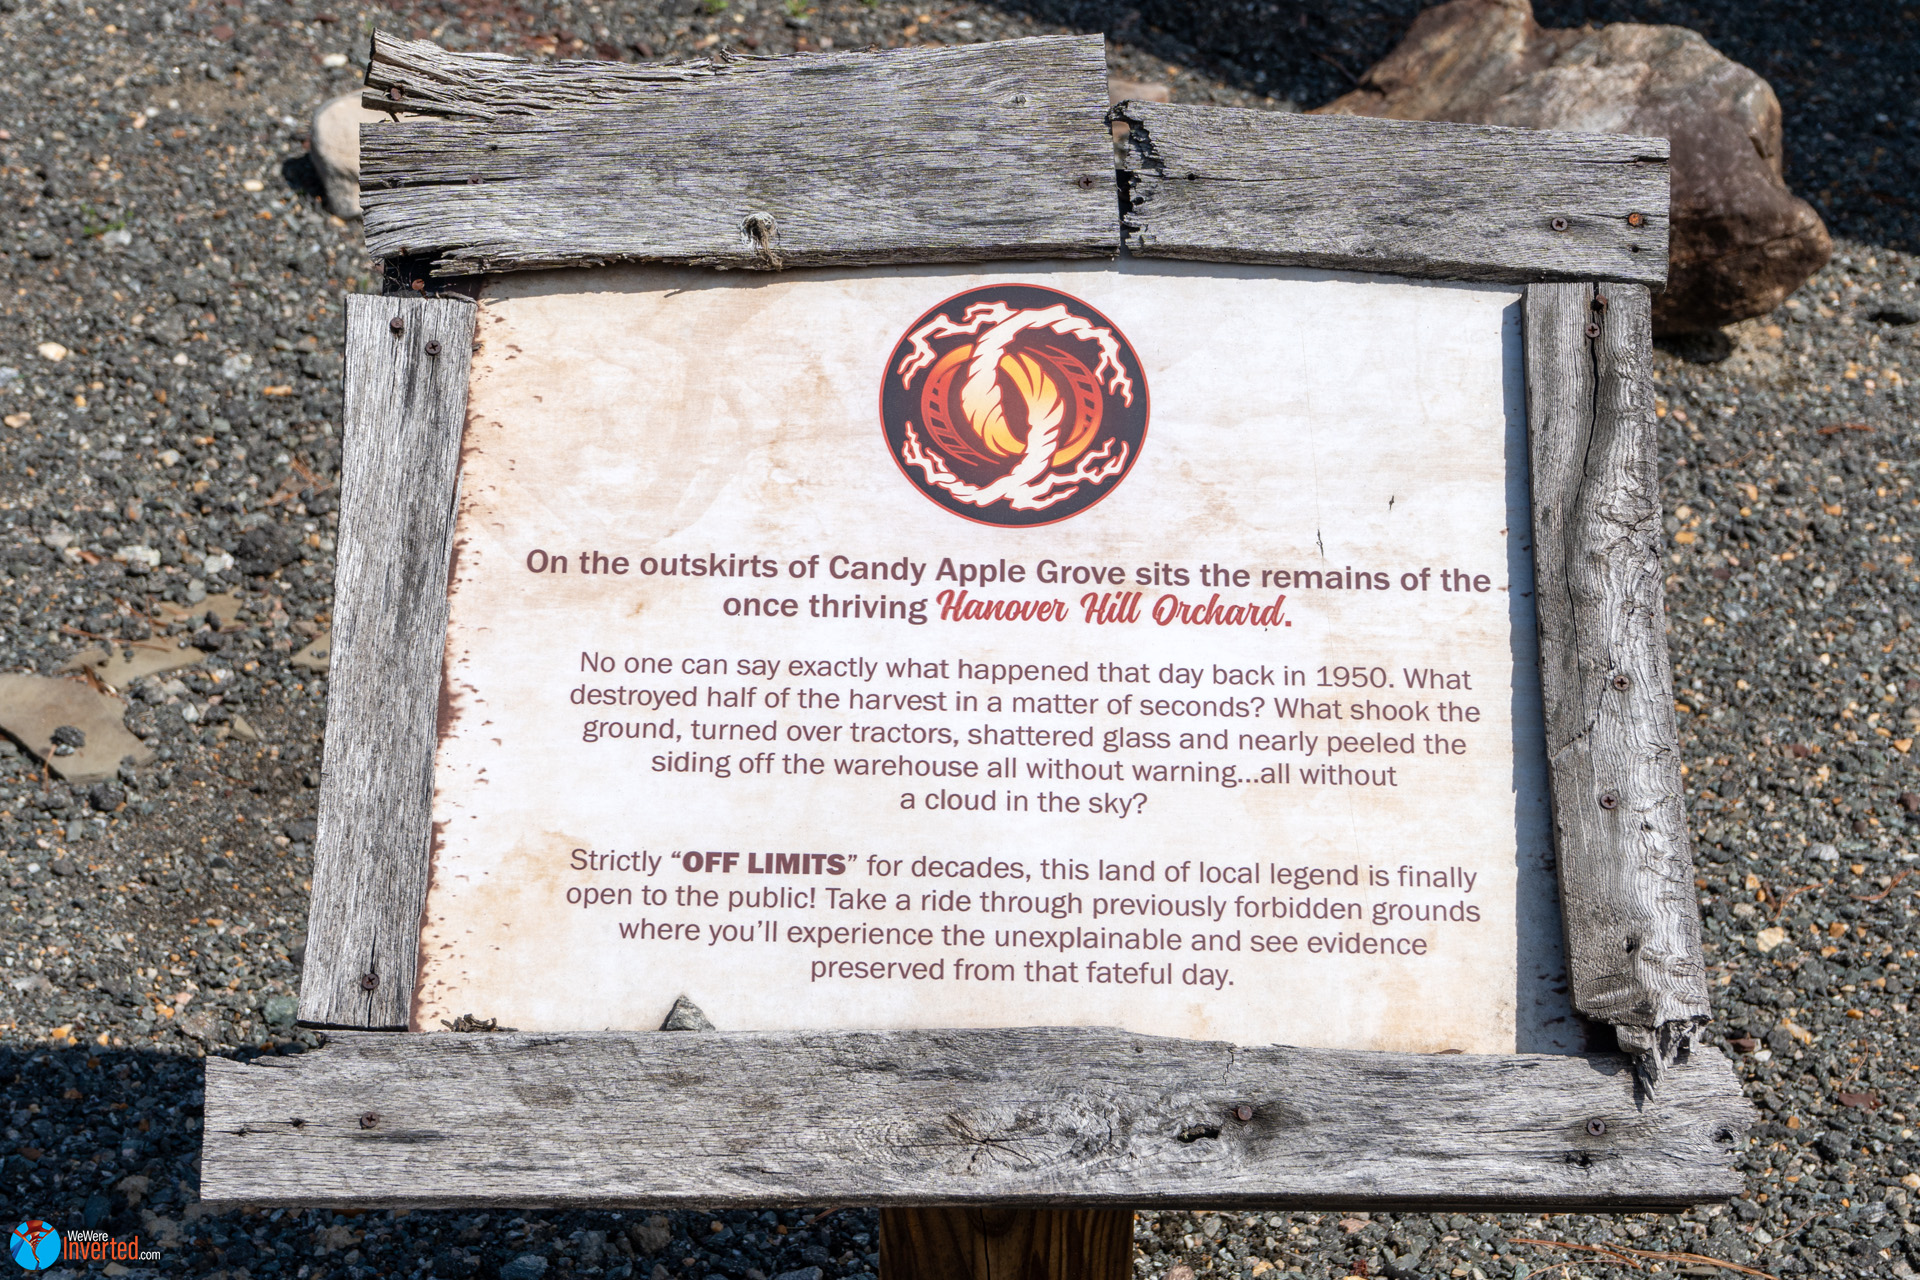 On the outskirts of Candy Apple Grove sits the remains of the
once thriving Hanover Hill Orchard.
No one can say exactly what happened that day back in 1950. What
destroyed half of the harvest in a matter of seconds? What shook the
ground, turned over tractors, shattered glass and nearly peeled the
siding off the warehouse all without warning...all without
a cloud in the sky?
Strictly “OFF LIMITS” for decades, this land of local legend is finally
open to the public! Take a ride through previously forbidden grounds
where you’ll experience the unexplainable and see evidence
preserved from that fateful day.
WeWere
Inverted.com